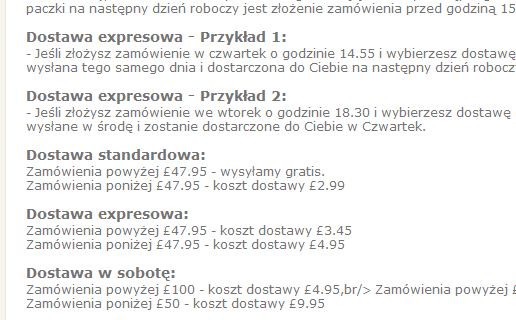 paczki na następny dzień roboczy jest złożenie zamówienia przed godziną 15
Dostawa expresowa - Przykład 1:
- Jeśli złożysz zamówienie w czwartek o godzinie 14.55 i wybierzesz dostawę
wysłana tego samego dnia i dostarczona do Ciebie na następny dzień robocz
Dostawa expresowa - Przykład 2:
- Jeśli złożysz zamówienie we wtorek o godzinie 18.30 i wybierzesz dostawę
wysłane w środę i zostanie dostarczone do Ciebie w Czwartek.
Dostawa standardowa:
Zamówienia powyżej £47.95 - wysyłamy gratis.
Zamówienia poniżej £47.95 - koszt dostawy £2.99
Dostawa expresowa:
Zamówienia powyżej £47.95 - koszt dostawy £3.45
Zamówienia poniżej £47.95 - koszt dostawy £4.95
Dostawa w sobotę:
Zamówienia powyżej £100 - koszt dostawy £4.95,br/> Zamówienia powyżej £
Zamówienia poniżej £50 - koszt dostawy £9.95